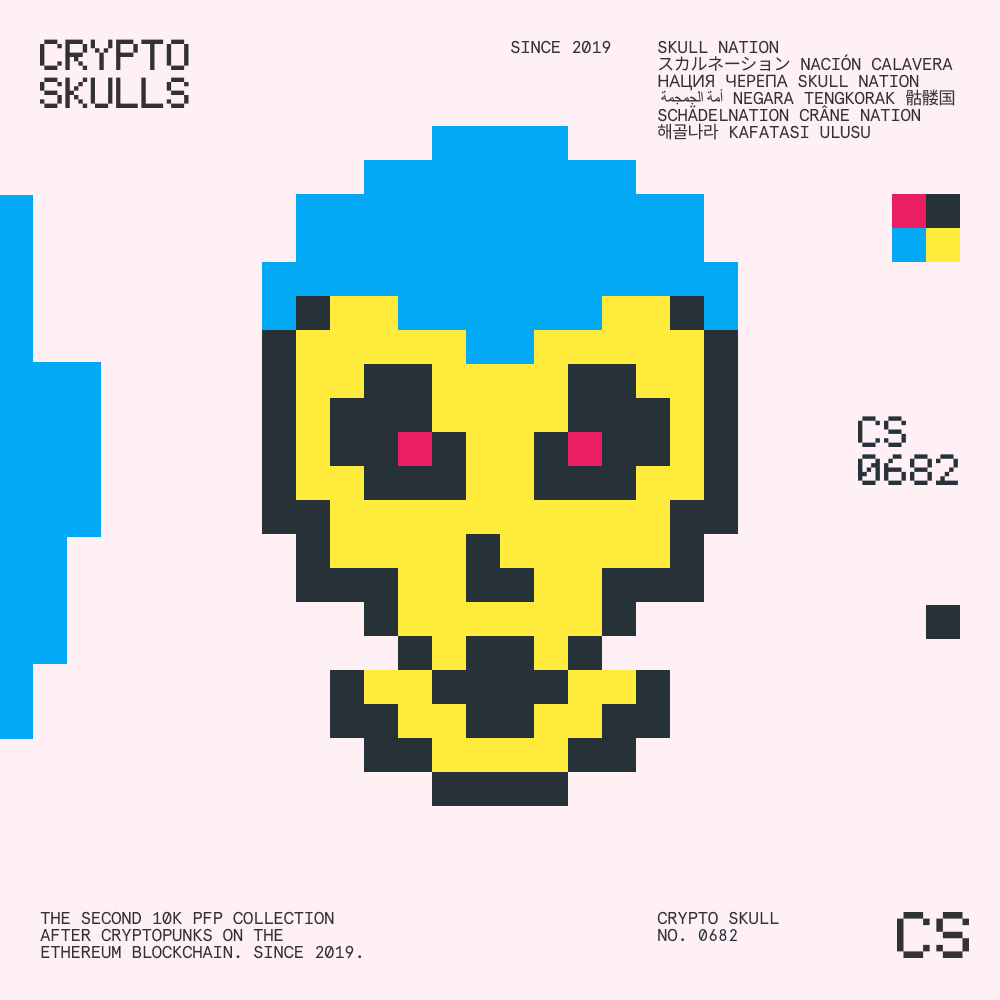 CRYPTO
SKULLS
SINCE 2019
SKULL NATION
スカルネーション NACIÓN CALAVERA
НАЦИЯ ЧЕРЕПА SKULL NATION
أمة الجمجمة NEGARA TENGKORAK 骷髅国
SCHÄDELNATION CRÂNE NATION
해골나라 KAFATASI ULUSU
CS
0682
THE SECOND 10K PFP COLLECTION
AFTER CRYPTOPUNKS ON THE
ETHEREUM BLOCKCHAIN. SINCE 2019.
CRYPTO SKULL
NO. 0682
CS